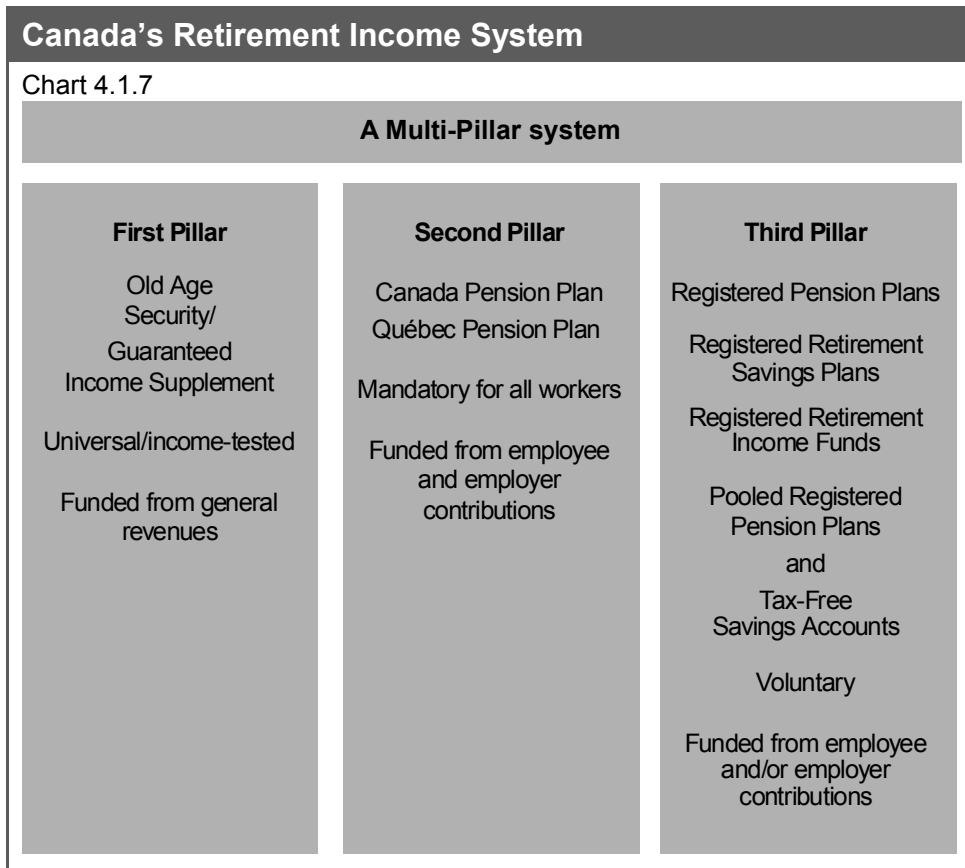 Canada’s Retirement Income System
Chart 4.1.7
A Multi-Pillar system
First Pillar
Old Age
Security/
Guaranteed
Income Supplement
Universal/income-tested
Funded from general
revenues
Second Pillar
Canada Pension Plan
Québec Pension Plan
Mandatory for all workers
Funded from employee
and employer
contributions
Third Pillar
Registered Pension Plans
Registered Retirement
Savings Plans
Registered Retirement
Income Funds
Pooled Registered
Pension Plans
and
Tax-Free
Savings Accounts
Voluntary
Funded from employee
and/or employer
contributions